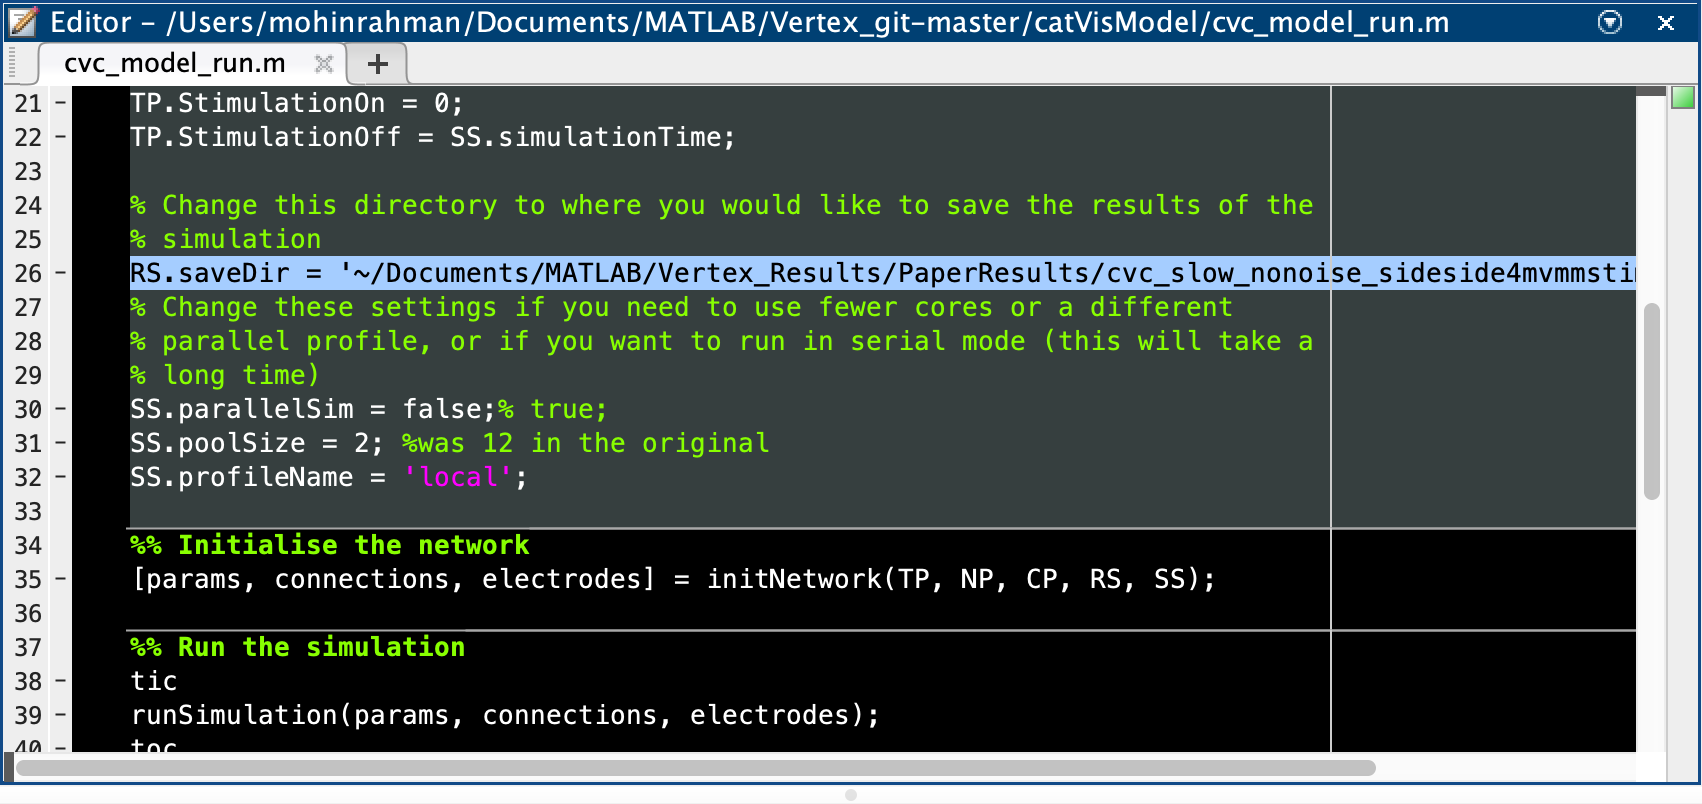 Editor - /Users/mohinrahman/Documents/MATLAB/Vertex_git-master/catVisModel/cvc_model_run.m
cvc_model_run.m +
21 - TP.StimulationOn = 0;
22 - TP.StimulationOff = SS.simulationTime;
23
24 % Change this directory to where you would like to save the results of the
25 % simulation
26 - RS.saveDir = '~/Documents/MATLAB/Vertex_Results/PaperResults/cvc_slow_nonoise_sideside4mvmmsti
27 % Change these settings if you need to use fewer cores or a different
28 % parallel profile, or if you want to run in serial mode (this will take a
29 % long time)
30 - SS.parallelSim = false;% true;
31 - SS.poolSize = 2; %was 12 in the original
32 - SS.profileName = 'local';
33
34 %% Initialise the network
35 - [params, connections, electrodes] = initNetwork(TP, NP, CP, RS, SS);
36
37 %% Run the simulation
38 - tic
39 - runSimulation(params, connections, electrodes);
40 - toc